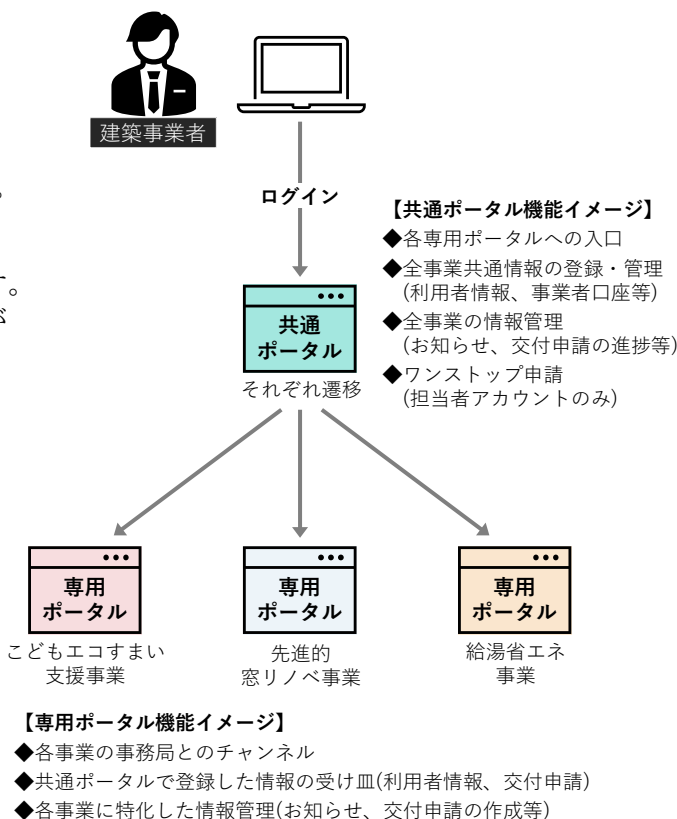 建築事業者
ログイン
。
す。
が
共通
ポータル
それぞれ遷移
【共通ポータル機能イメージ】
◆各専用ポータルへの入口
◆全事業共通情報の登録・管理
(利用者情報、事業者口座等)
◆全事業の情報管理
(お知らせ、交付申請の進捗等)
◆ワンストップ申請
(担当者アカウントのみ)
専用
ポータル
こどもエコすまい
支援事業
専用
ポータル
先進的
窓リノベ事業
専用
ポータル
給湯省エネ
事業
【専用ポータル機能イメージ】
◆各事業の事務局とのチャンネル
◆共通ポータルで登録した情報の受け皿(利用者情報、交付申請)
◆各事業に特化した情報管理(お知らせ、交付申請の作成等)